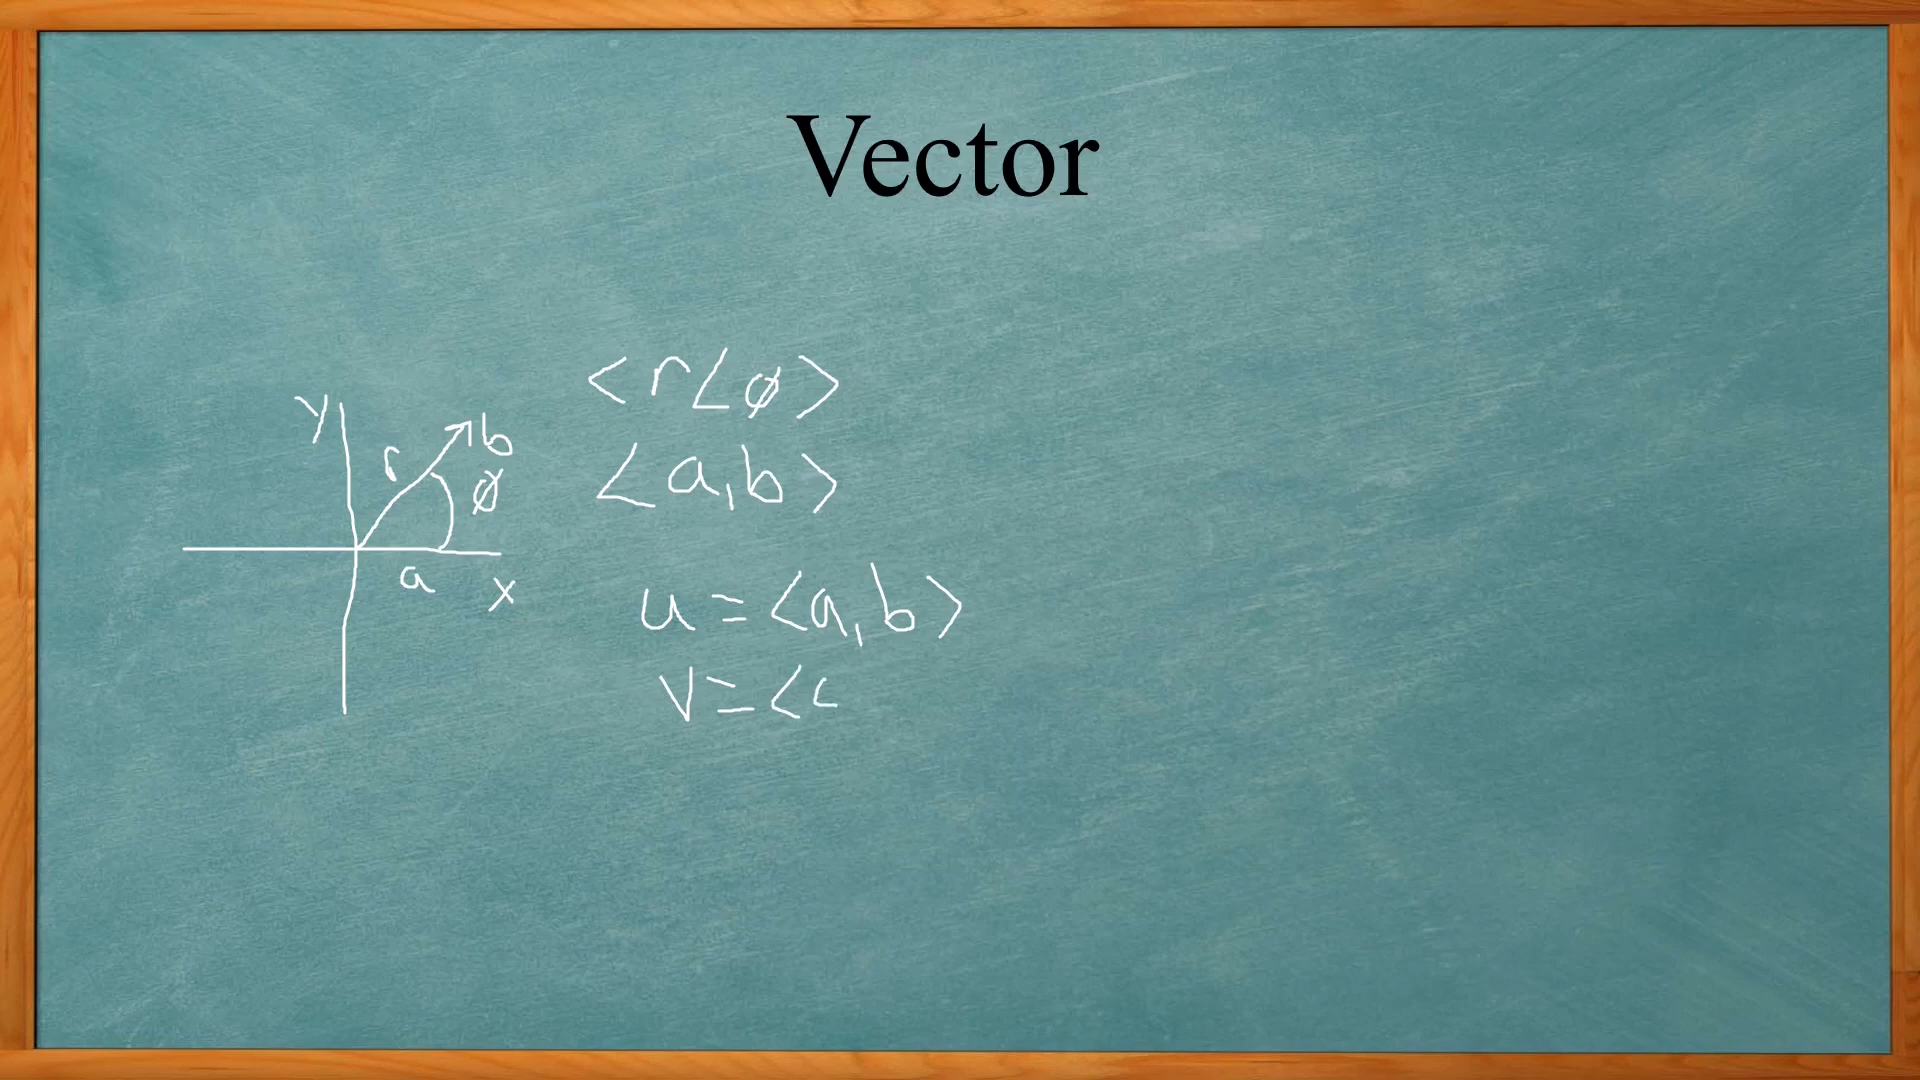 Vector
<r∠ø>
<a,b>
y
r
b
ø
a
x
u=<a,b>
v=<c